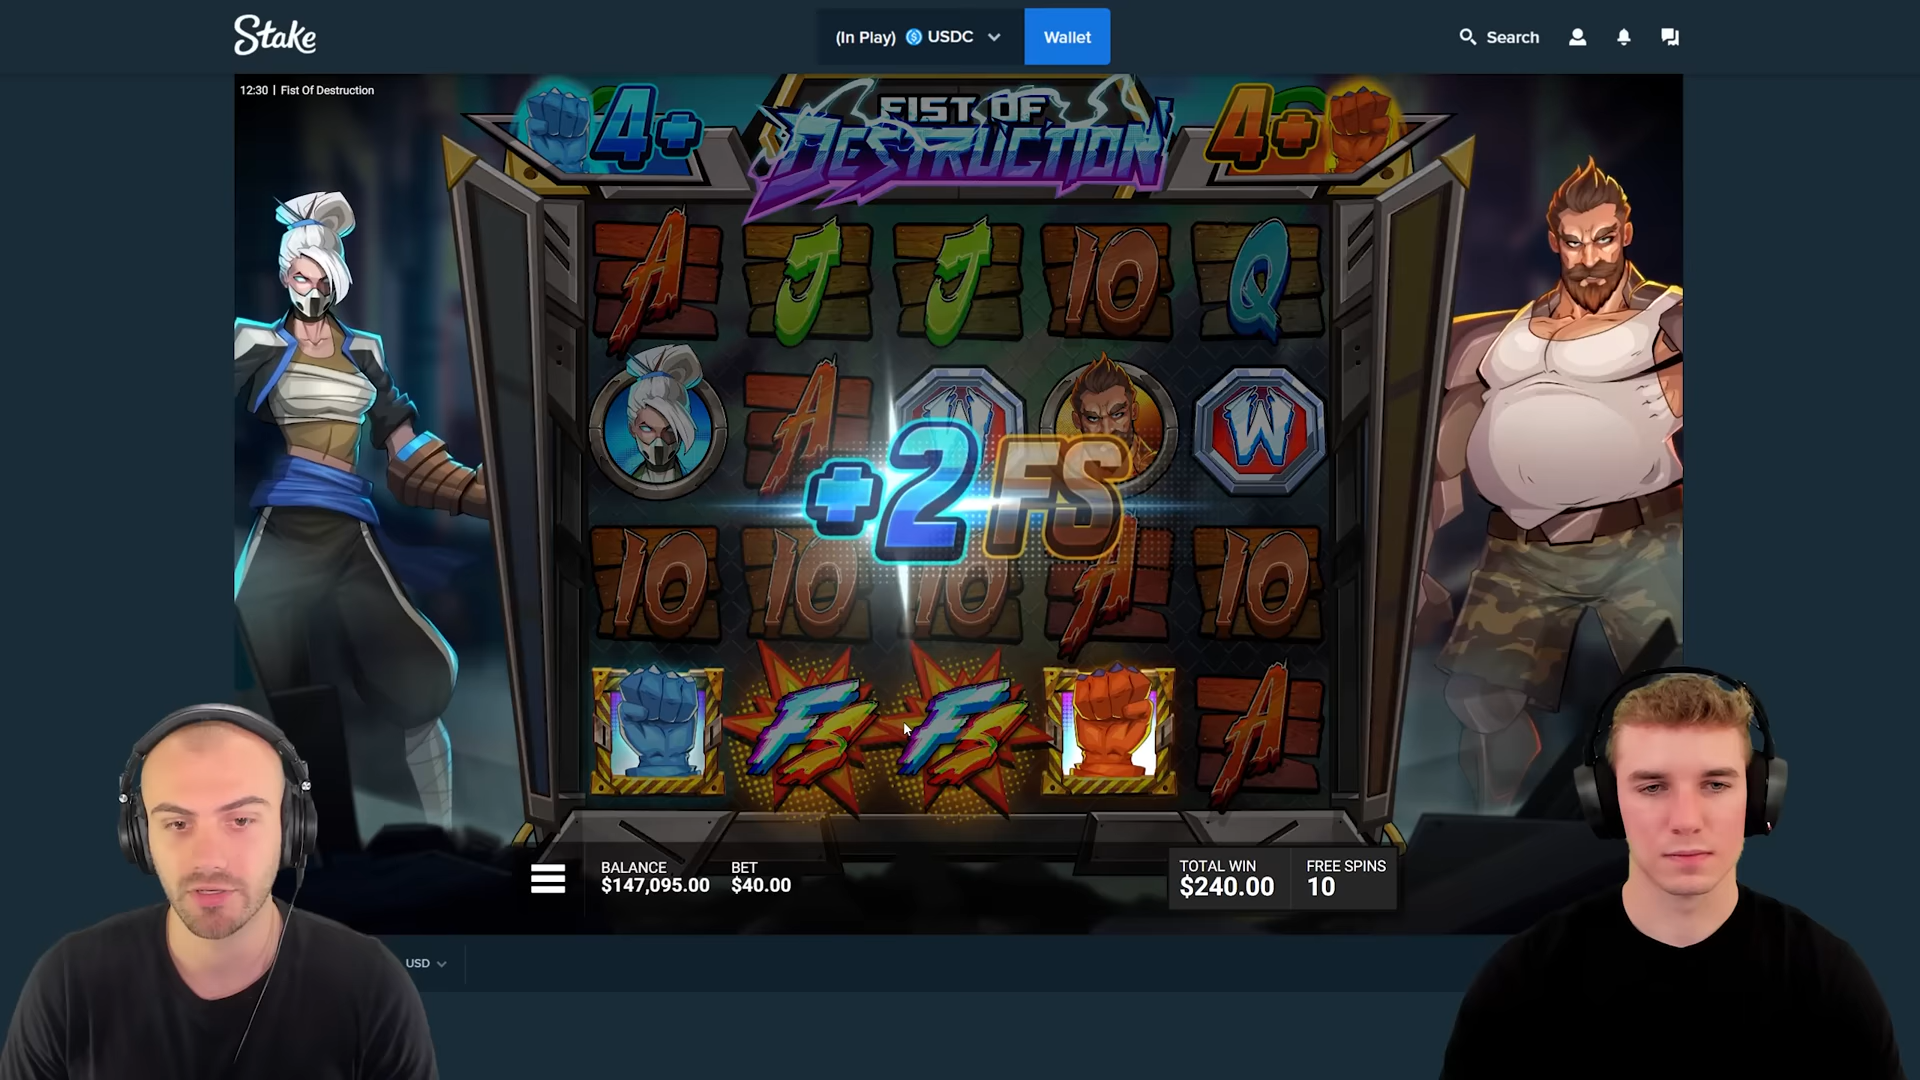 Stake
(In Play) USDC
Wallet
Search
12:30 | Fist Of Destruction
4+
FIST OF
DESTRUCTION
4+
A J J 10 Q
A W W
+2 FS
10 10 10 A 10
FS FS A
BALANCE
$147,095.00
BET
$40.00
TOTAL WIN
$240.00
FREE SPINS
10
USD